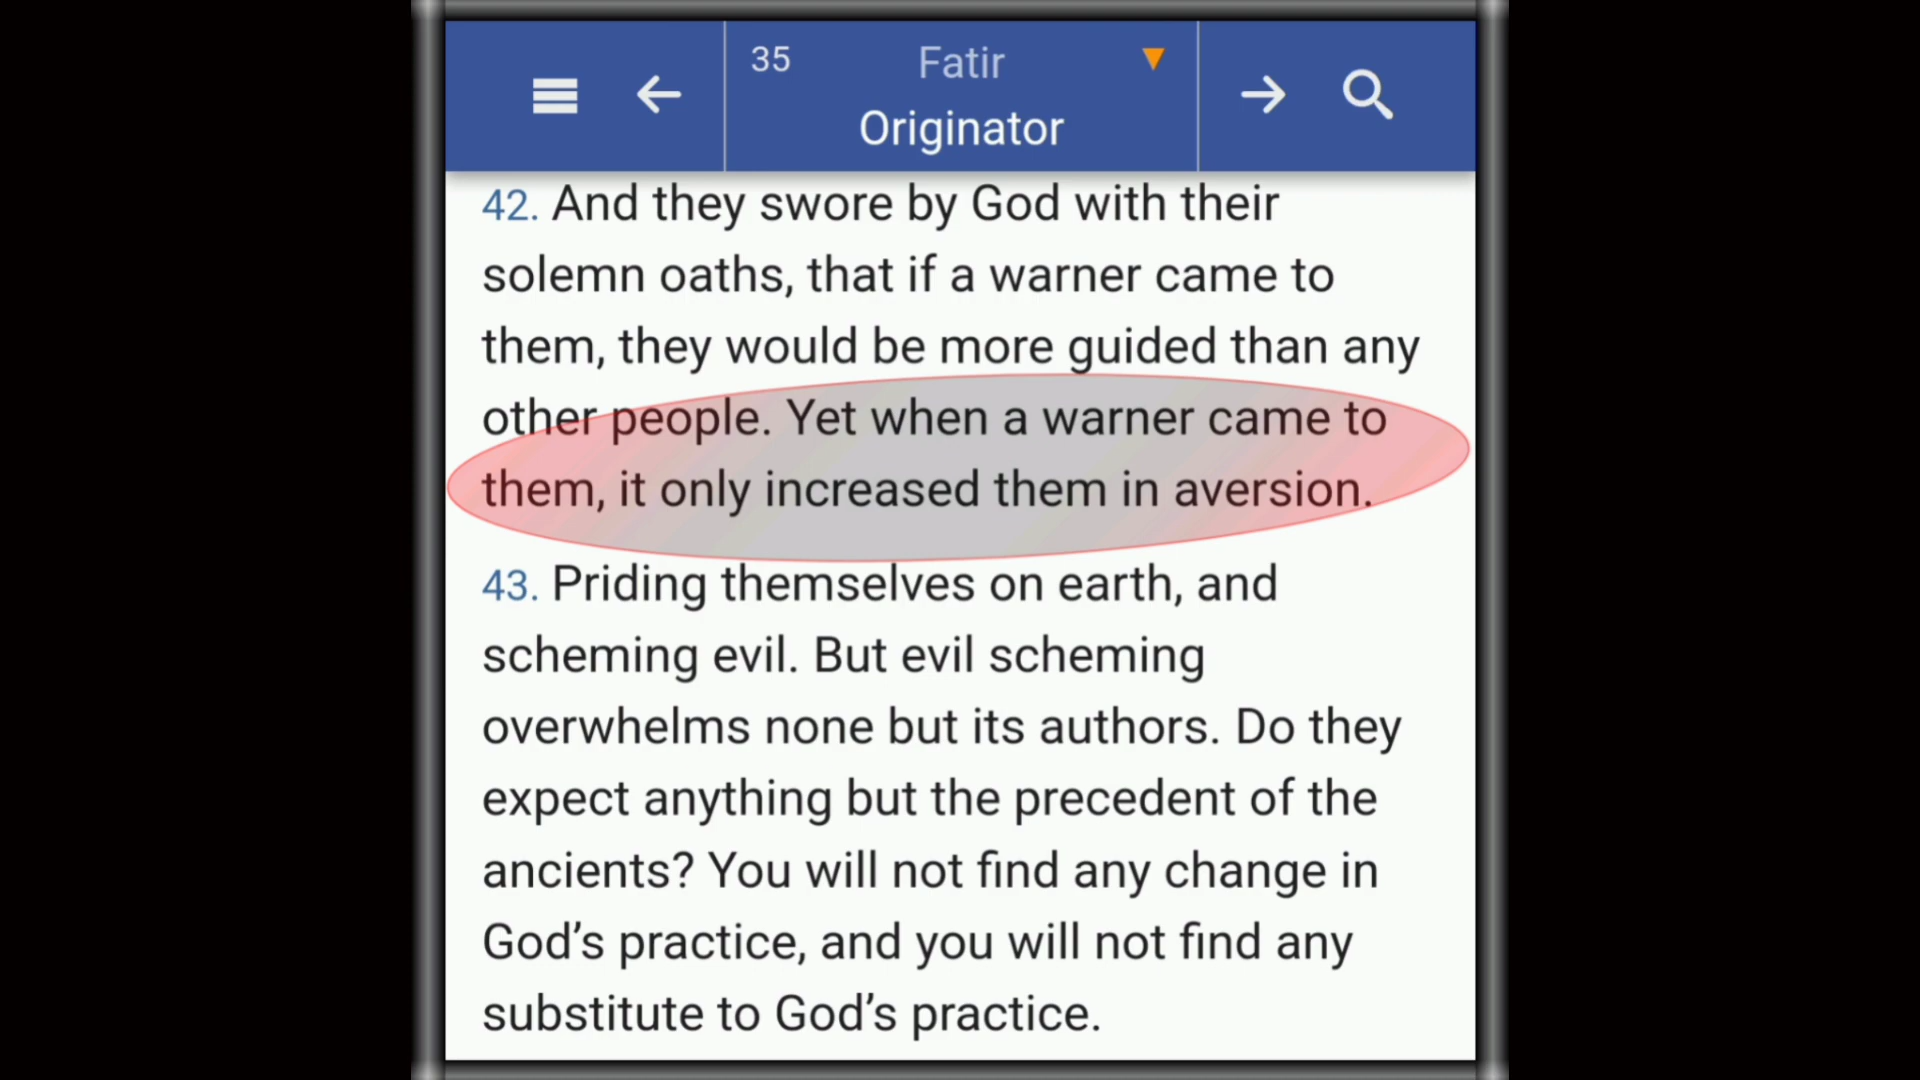 35
Fatir
Originator
42. And they swore by God with their
solemn oaths, that if a warner came to
them, they would be more guided than any
other people. Yet when a warner came to
them, it only increased them in aversion.
43. Priding themselves on earth, and
scheming evil. But evil scheming
overwhelms none but its authors. Do they
expect anything but the precedent of the
ancients? You will not find any change in
God’s practice, and you will not find any
substitute to God’s practice.